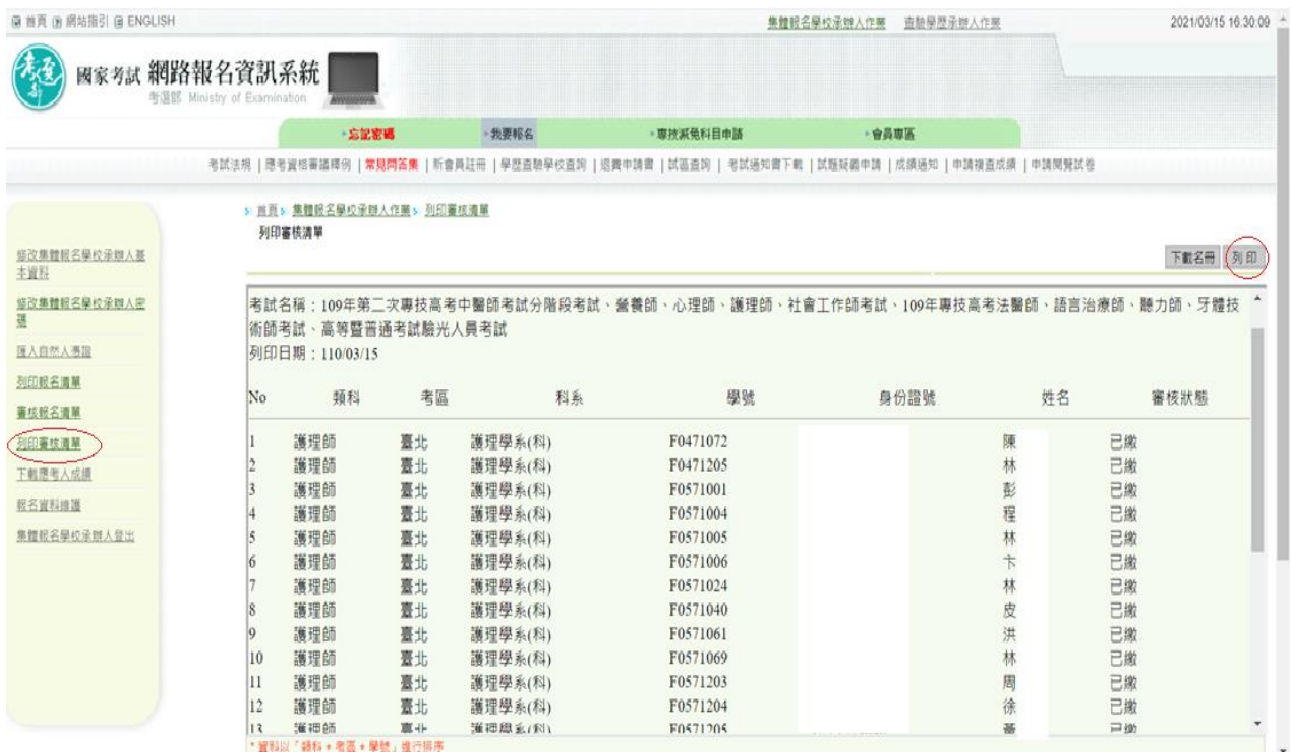 首頁 網站指引 ENGLISH
集體報名學校承辦人作業 查驗學歷承辦人作業
2021/03/15 16:30:09
考選部
國家考試 網路報名資訊系統
考選部 Ministry of Examination
忘記密碼 我要報名 專技減免科目申請 會員專區
考試法規 | 應考資格審議釋例 | 常見問答集 | 新會員註冊 | 學歷查驗學校查詢 | 退費申請書 | 試區查詢 | 考試通知書下載 | 試題疑義申請 | 成績通知 | 申請複查成績 | 申請閱覽試卷
首頁 集體報名學校承辦人作業 列印審核清單
列印審核清單
修改集體報名學校承辦人基本資料
修改集體報名學校承辦人密碼
匯入自然人憑證
列印報名清單
審核報名清單
列印審核清單
下載應考人成績
報名資料維護
集體報名學校承辦人登出
下載名冊 列印
考試名稱：109年第二次專技高考中醫師考試分階段考試、營養師、心理師、護理師、社會工作師考試、109年專技高考法醫師、語言治療師、聽力師、牙體技
術師考試、高等暨普通考試驗光人員考試
列印日期：110/03/15
No 類科 考區 科系 學號 身份證號 姓名 審核狀態
1 護理師 臺北 護理學系(科) F0471072 陳 已繳
2 護理師 臺北 護理學系(科) F0471205 林 已繳
3 護理師 臺北 護理學系(科) F0571001 彭 已繳
4 護理師 臺北 護理學系(科) F0571004 程 已繳
5 護理師 臺北 護理學系(科) F0571005 林 已繳
6 護理師 臺北 護理學系(科) F0571006 卞 已繳
7 護理師 臺北 護理學系(科) F0571024 林 已繳
8 護理師 臺北 護理學系(科) F0571040 皮 已繳
9 護理師 臺北 護理學系(科) F0571061 洪 已繳
10 護理師 臺北 護理學系(科) F0571069 林 已繳
11 護理師 臺北 護理學系(科) F0571203 周 已繳
12 護理師 臺北 護理學系(科) F0571204 徐 已繳
13 護理師 臺北 護理學系(科) F0571205 黃 已繳
* 資料以「類科 + 考區 + 學號」進行排序